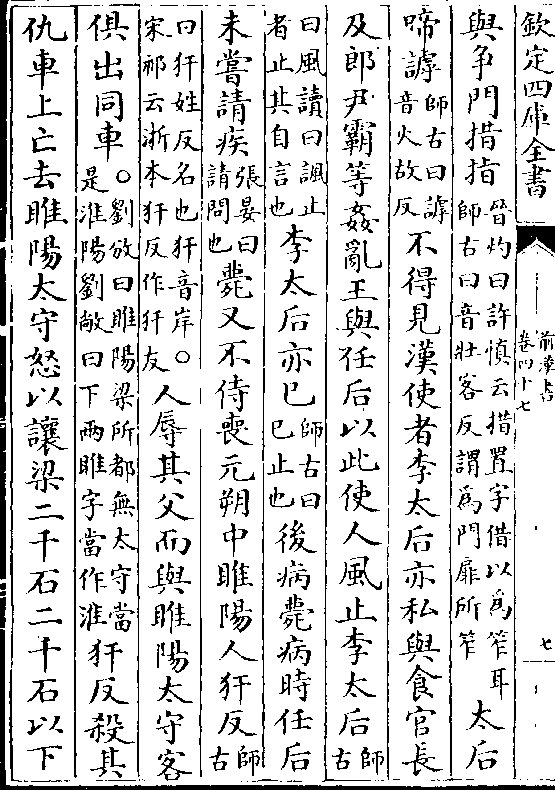 欽定四庫全書
前漢書
卷四十七
七
與爭門措指晉灼曰許慎云措置字借以為笮耳師古曰音壯客反謂為門扉所笮太后
啼謼師古曰謼音火故反不得見漢使者李太后亦私與食官長
及郎尹霸等姦亂王與任后以此使人風止李太后師古
曰風讀曰諷止者止其自言也李太后亦已師古曰已止也後病薨病時任后
未嘗請疾張晏曰請問也薨又不侍喪元朔中睢陽人犴反師古
曰犴姓反名也犴音岸○宋祁云浙本犴反作犴友人辱其父而與睢陽太守客
俱出同車○劉攽曰睢陽梁所都無太守當是淮陽劉敞曰下兩睢字當作淮犴反殺其
仇車上亡去睢陽太守怒以讓梁二千石二千石以下